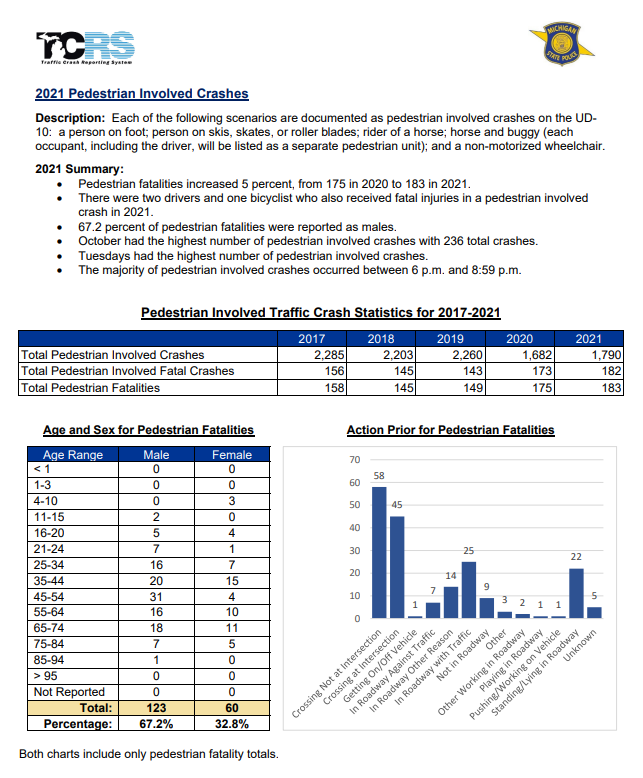 TCRS
Traffic Crash Reporting System
MICHIGAN
STATE POLICE
2021 Pedestrian Involved Crashes
Description: Each of the following scenarios are documented as pedestrian involved crashes on the UD-
10: a person on foot; person on skis, skates, or roller blades; rider of a horse; horse and buggy (each
occupant, including the driver, will be listed as a separate pedestrian unit); and a non-motorized wheelchair.
2021 Summary:
• Pedestrian fatalities increased 5 percent, from 175 in 2020 to 183 in 2021.
• There were two drivers and one bicyclist who also received fatal injuries in a pedestrian involved
crash in 2021.
• 67.2 percent of pedestrian fatalities were reported as males.
• October had the highest number of pedestrian involved crashes with 236 total crashes.
• Tuesdays had the highest number of pedestrian involved crashes.
• The majority of pedestrian involved crashes occurred between 6 p.m. and 8:59 p.m.
Pedestrian Involved Traffic Crash Statistics for 2017-2021
2017 2018 2019 2020 2021
Total Pedestrian Involved Crashes 2,285 2,203 2,260 1,682 1,790
Total Pedestrian Involved Fatal Crashes 156 145 143 173 182
Total Pedestrian Fatalities 158 145 149 175 183
Age and Sex for Pedestrian Fatalities
Age Range Male Female
< 1 0 0
1-3 0 0
4-10 0 3
11-15 2 0
16-20 5 4
21-24 7 1
25-34 16 7
35-44 20 15
45-54 31 4
55-64 16 10
65-74 18 11
75-84 7 5
85-94 1 0
> 95 0 0
Not Reported 0 0
Total: 123 60
Percentage: 67.2% 32.8%
Action Prior for Pedestrian Fatalities
70
60
50
40
30
20
10
0
58
45
1
7
14
25
9
3
2
1
1
22
5
Crossing Not at Intersection
Crossing at Intersection
Getting On/Off Vehicle
In Roadway Against Traffic
In Roadway Other Reason
In Roadway with Traffic
Not in Roadway
Other
Other Working in Roadway
Playing in Roadway
Pushing/Working on Vehicle
Standing/Lying in Roadway
Unknown
Both charts include only pedestrian fatality totals.